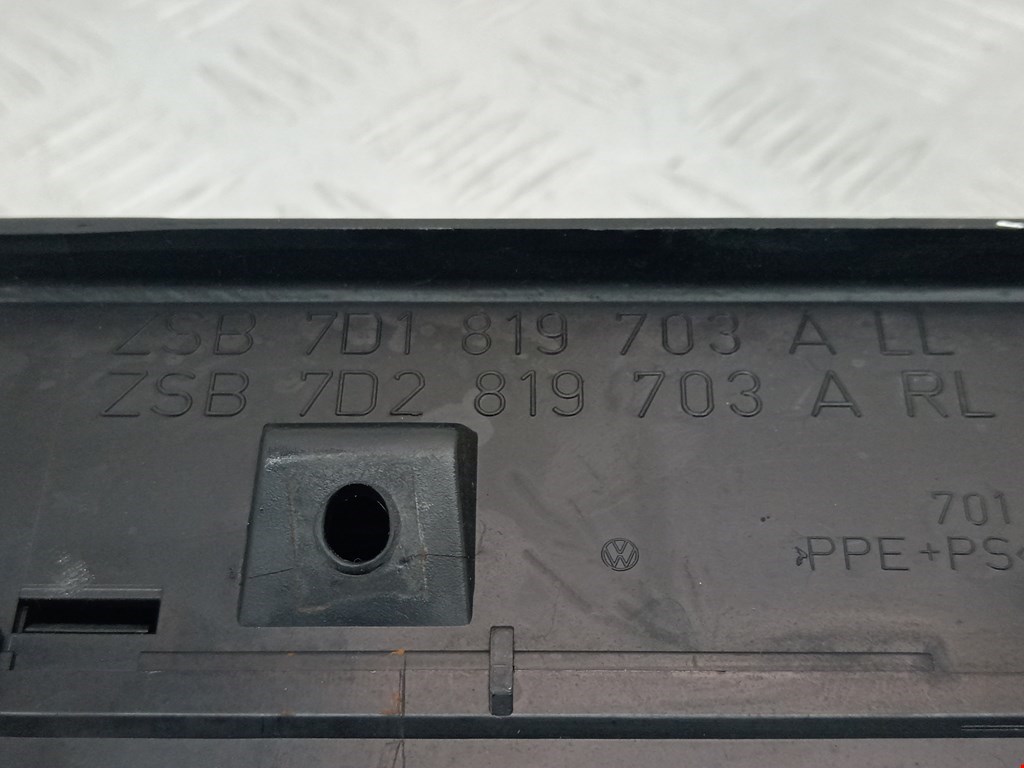 ZSB 7D1 819 703 A LL
ZSB 7D2 819 703 A RL
701
>PPE+PS<